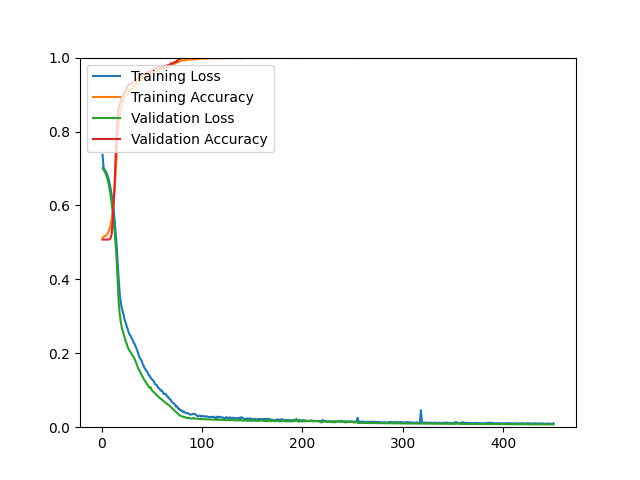 1.0
0.8
0.6
0.4
0.2
0.0
Training Loss
Training Accuracy
Validation Loss
Validation Accuracy
0 100 200 300 400